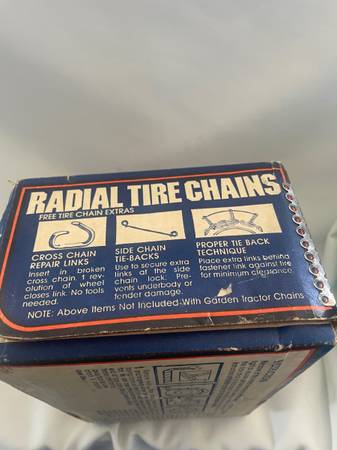 RADIAL TIRE CHAINS
FREE TIRE CHAIN EXTRAS
CROSS CHAIN
REPAIR LINKS
Insert in broken
cross chain. 1 rev-
olution of wheel
closes link. No tools
needed.
SIDE CHAIN
TIE-BACKS
Use to secure extra
links at the side
chain lock. Pre-
vents underbody or
fender damage.
PROPER TIE BACK
TECHNIQUE
Place extra links behind
fastener link against tire
for minimum clearance.
NOTE: Above Items Not Included With Garden Tractor Chains